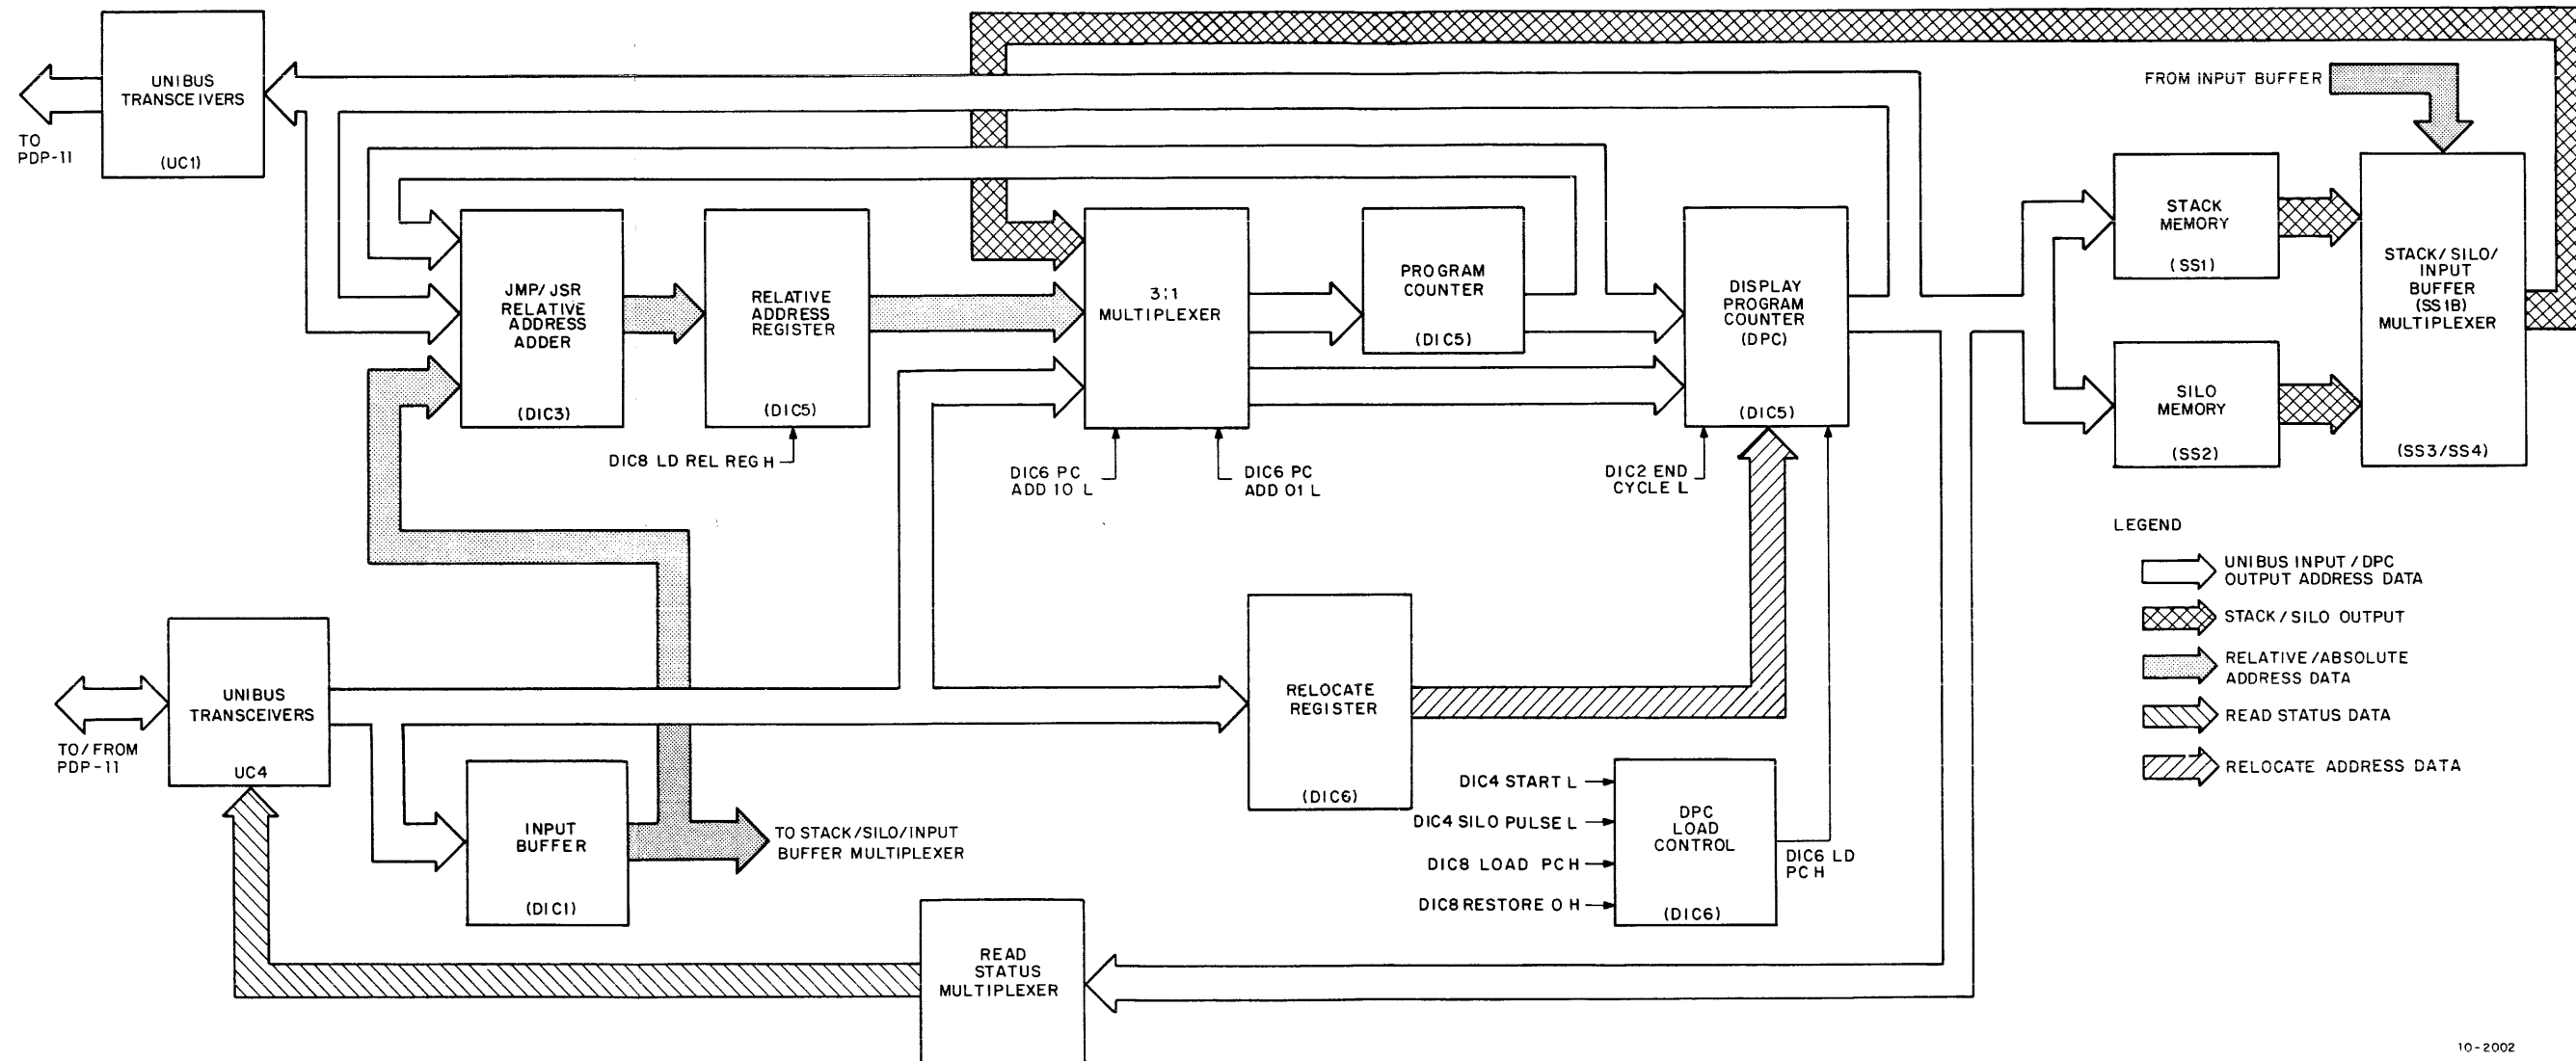 UNIBUS
TRANSCEIVERS
(UC1)
TO
PDP-11
FROM INPUT BUFFER
JMP/JSR
RELATIVE
ADDRESS
ADDER
(DIC3)
RELATIVE
ADDRESS
REGISTER
(DIC5)
DIC8 LD REL REG H
3:1
MULTIPLEXER
DIC6 PC
ADD 10 L
DIC6 PC
ADD 01 L
PROGRAM
COUNTER
(DIC5)
DISPLAY
PROGRAM
COUNTER
(DPC)
(DIC5)
DIC2 END
CYCLE L
STACK
MEMORY
(SS1)
SILO
MEMORY
(SS2)
STACK/SILO/
INPUT
BUFFER
(SS1B)
MULTIPLEXER
(SS3/SS4)
LEGEND
UNIBUS INPUT/DPC
OUTPUT ADDRESS DATA
STACK/SILO OUTPUT
RELATIVE/ABSOLUTE
ADDRESS DATA
READ STATUS DATA
RELOCATE ADDRESS DATA
UNIBUS
TRANSCEIVERS
UC4
TO/FROM
PDP-11
INPUT
BUFFER
(DIC1)
TO STACK/SILO/INPUT
BUFFER MULTIPLEXER
RELOCATE
REGISTER
(DIC6)
DIC4 START L
DIC4 SILO PULSE L
DIC8 LOAD PC H
DIC8 RESTORE 0 H
DPC
LOAD
CONTROL
(DIC6)
DIC6 LD
PC H
READ
STATUS
MULTIPLEXER
10-2002